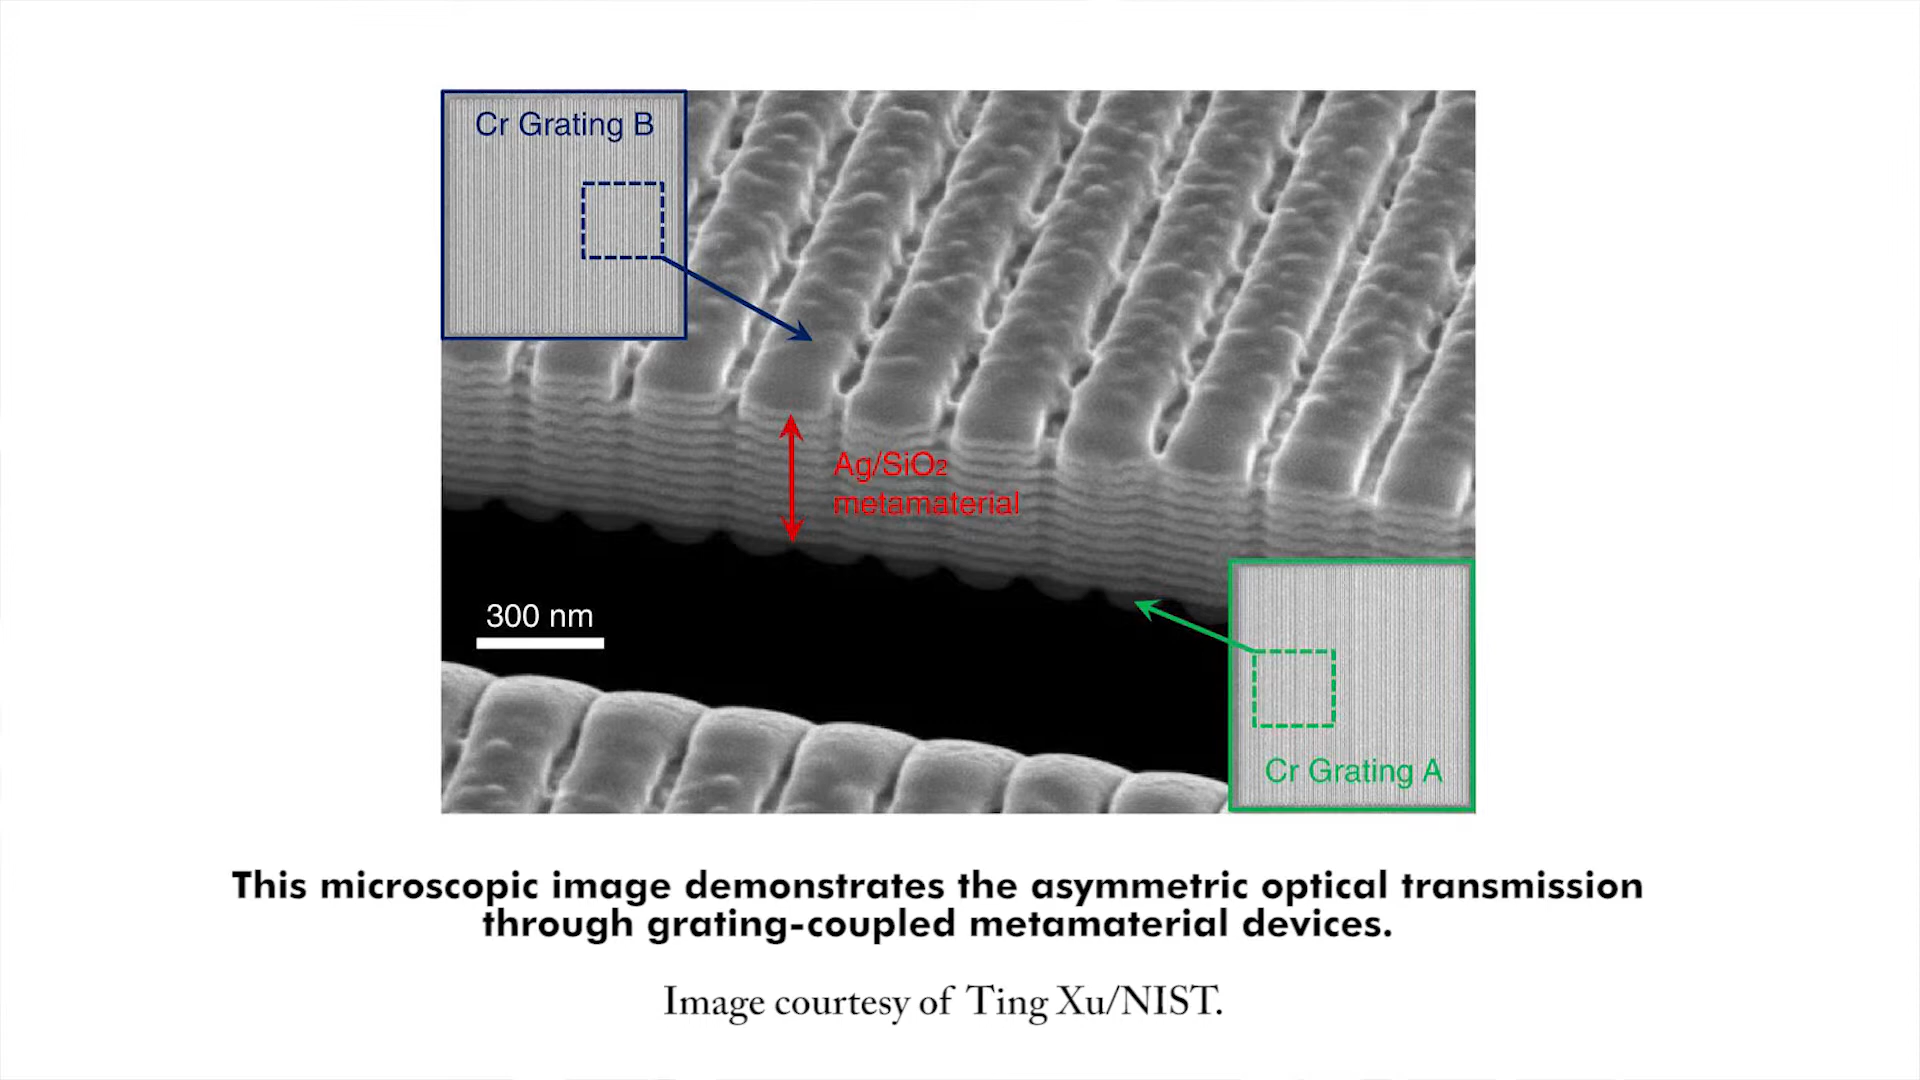 Cr Grating B
Ag/SiO₂
metamaterial
300 nm
Cr Grating A
This microscopic image demonstrates the asymmetric optical transmission
through grating-coupled metamaterial devices.
Image courtesy of Ting Xu/NIST.